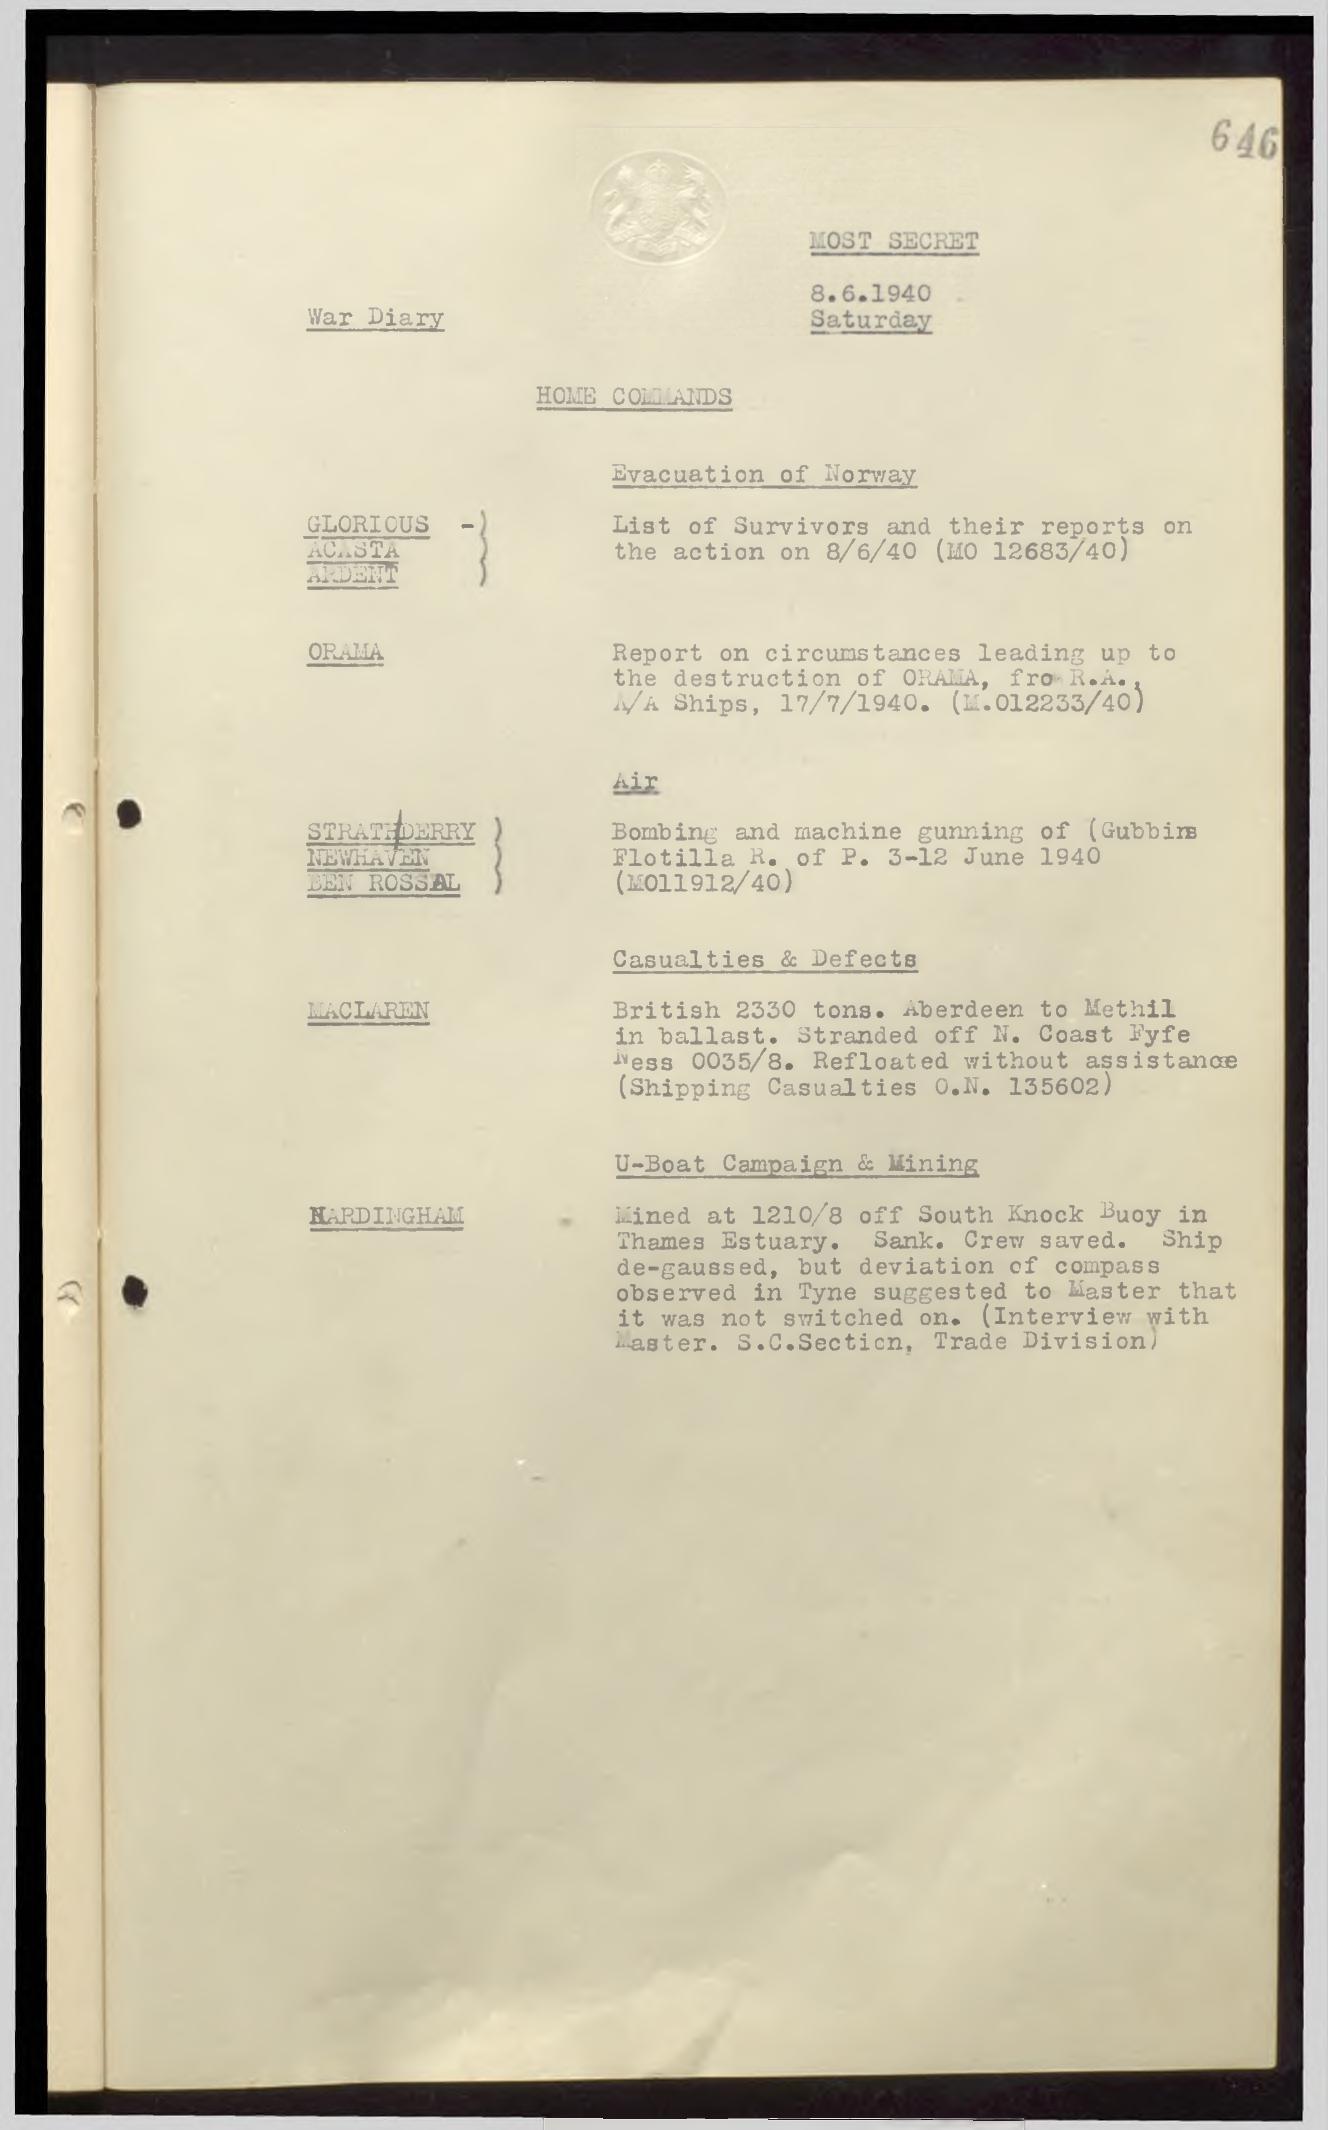 646
MOST SECRET
8.6.1940
Saturday
War Diary
HOME COMMANDS
Evacuation of Norway
GLORIOUS - List of Survivors and their reports on
ACASTA the action on 8/6/40 (MO 12683/40)
ARDENT
ORAMA Report on circumstances leading up to
the destruction of ORAMA, fro R.A.,
A/A Ships, 17/7/1940. (M.012233/40)
Air
STRATHDERRY Bombing and machine gunning of (Gubbins
NEWHAVEN Flotilla R. of P. 3-12 June 1940
BEN ROSSAL (MO11912/40)
Casualties & Defects
MACLAREN British 2330 tons. Aberdeen to Methil
in ballast. Stranded off N. Coast Fyfe
Ness 0035/8. Refloated without assistance
(Shipping Casualties O.N. 135602)
U-Boat Campaign & Mining
HARDINGHAM Mined at 1210/8 off South Knock Buoy in
Thames Estuary. Sank. Crew saved. Ship
de-gaussed, but deviation of compass
observed in Tyne suggested to Master that
it was not switched on. (Interview with
Master. S.C.Section, Trade Division)